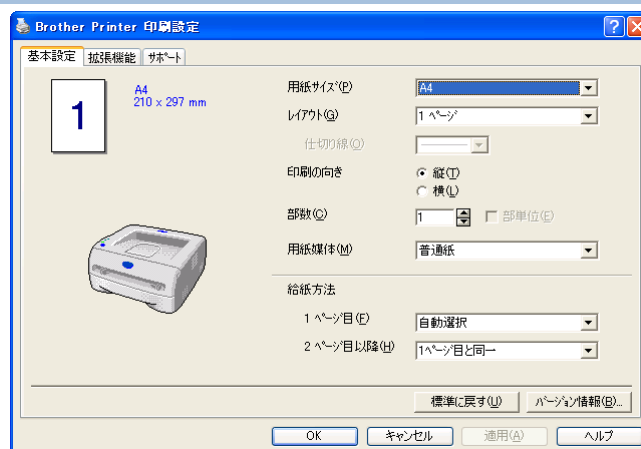 Brother Printer 印刷設定
基本設定 拡張機能 ｻﾎﾟｰﾄ
1
A4
210 x 297 mm
用紙ｻｲｽﾞ(P) A4
ﾚｲｱｳﾄ(G) 1 ﾍﾟｰｼﾞ
仕切り線(O)
印刷の向き 縦(T)
横(L)
部数(C) 1 部単位(E)
用紙媒体(M) 普通紙
給紙方法
1 ﾍﾟｰｼﾞ目(F) 自動選択
2 ﾍﾟｰｼﾞ目以降(H) 1ﾍﾟｰｼﾞ目と同一
標準に戻す(U) ﾊﾞｰｼﾞｮﾝ情報(B)...
OK ｷｬﾝｾﾙ 適用(A) ﾍﾙﾌﾟ